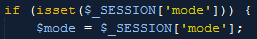 if (isset($_SESSION['mode'])) {
    $mode = $_SESSION['mode'];